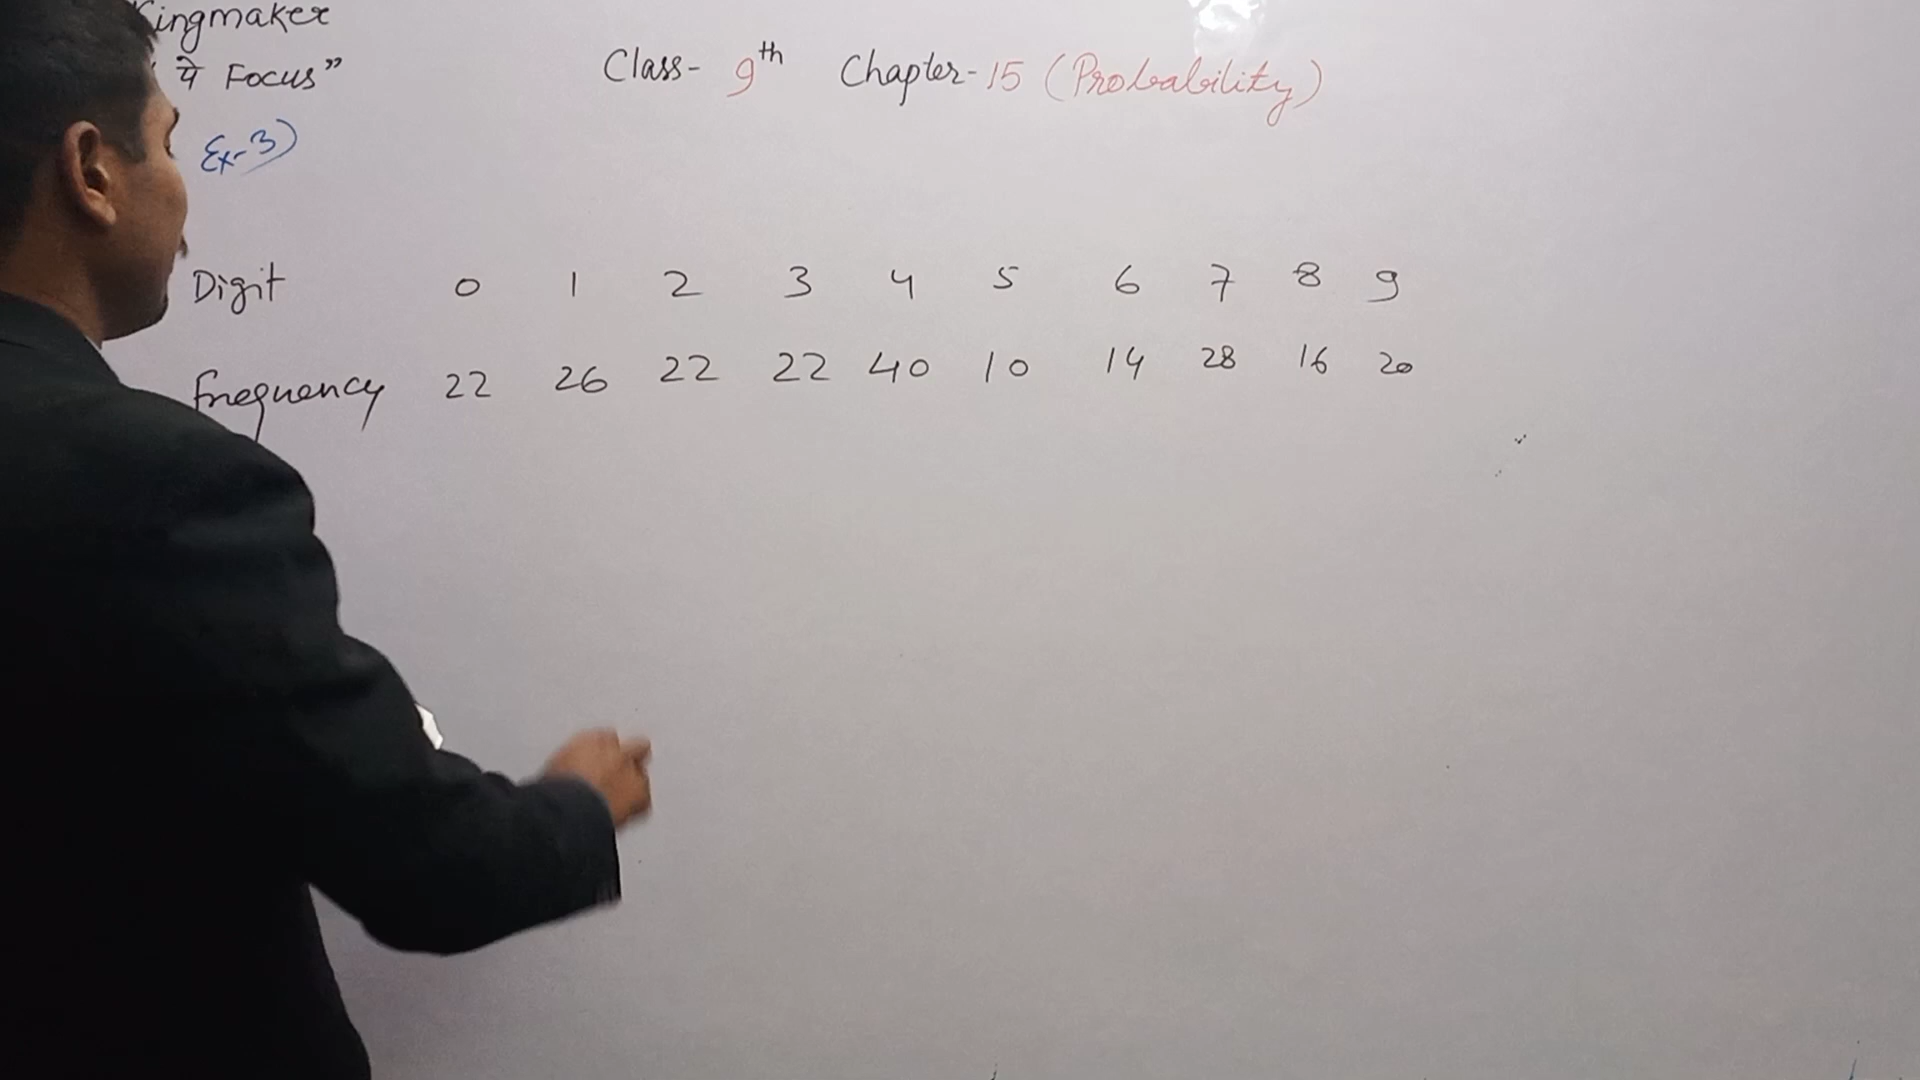 Kingmaker
पे Focus”
Class- 9th Chapter-15 (Probability)
Ex-3)
Digit 0 1 2 3 4 5 6 7 8 9
Frequency 22 26 22 22 40 10 14 28 16 20